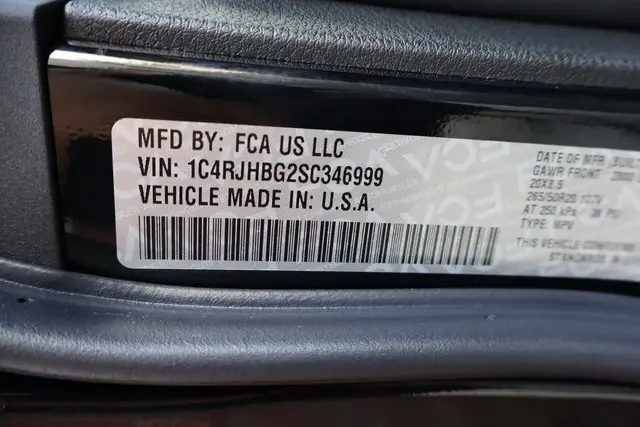 MFD BY: FCA US LLC
VIN: 1C4RJHBG2SC346999
VEHICLE MADE IN: U.S.A.
DATE OF MFR
GAWR FRONT
20X8.5
265/50R20 107V
AT 250 kPa / 36 PSI
TYPE: MPV
THIS VEHICLE